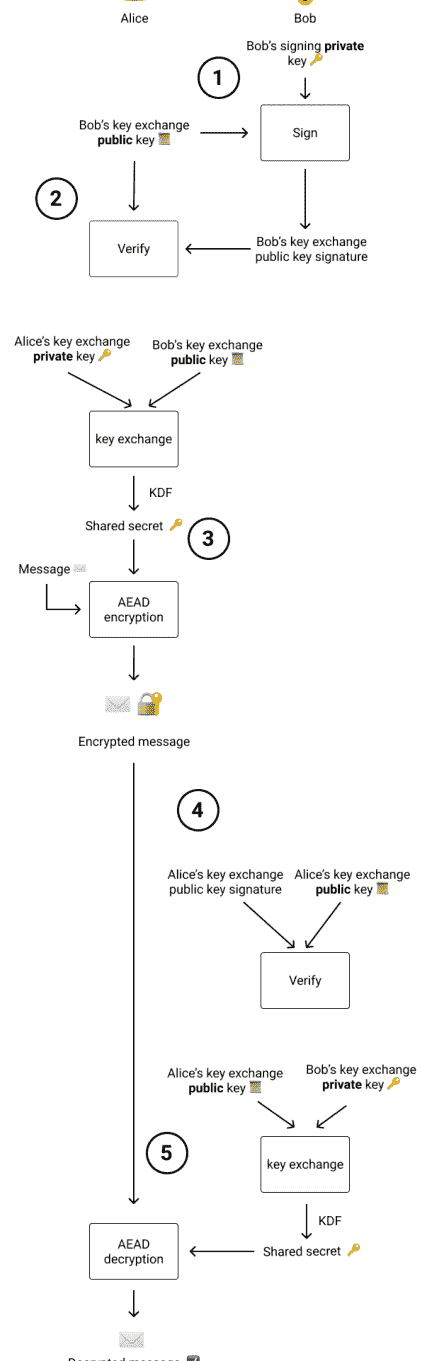 Alice
Bob
Bob's signing private
key
1
Bob's key exchange
public key
Sign
2
Verify
Bob's key exchange
public key signature
Alice's key exchange
private key
Bob's key exchange
public key
key exchange
KDF
Shared secret
3
Message
AEAD
encryption
Encrypted message
4
Alice's key exchange
public key signature
Alice's key exchange
public key
Verify
Alice's key exchange
public key
Bob's key exchange
private key
5
key exchange
KDF
AEAD
decryption
Shared secret
Decrypted message